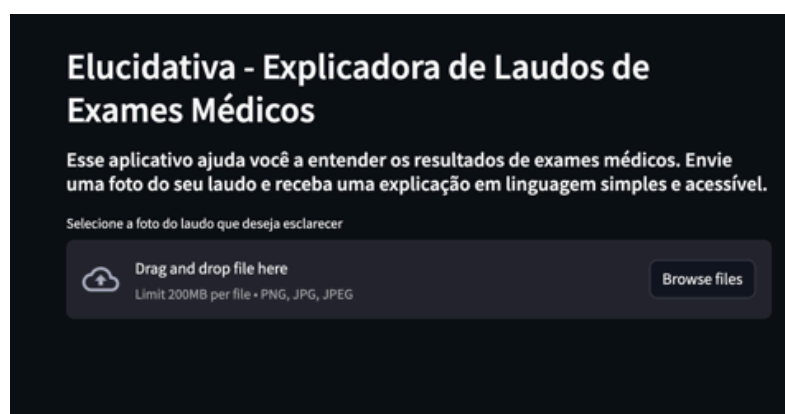 Elucidativa - Explicadora de Laudos de
Exames Médicos
Esse aplicativo ajuda você a entender os resultados de exames médicos. Envie
uma foto do seu laudo e receba uma explicação em linguagem simples e acessível.
Selecione a foto do laudo que deseja esclarecer
Drag and drop file here
Limit 200MB per file • PNG, JPG, JPEG
Browse files